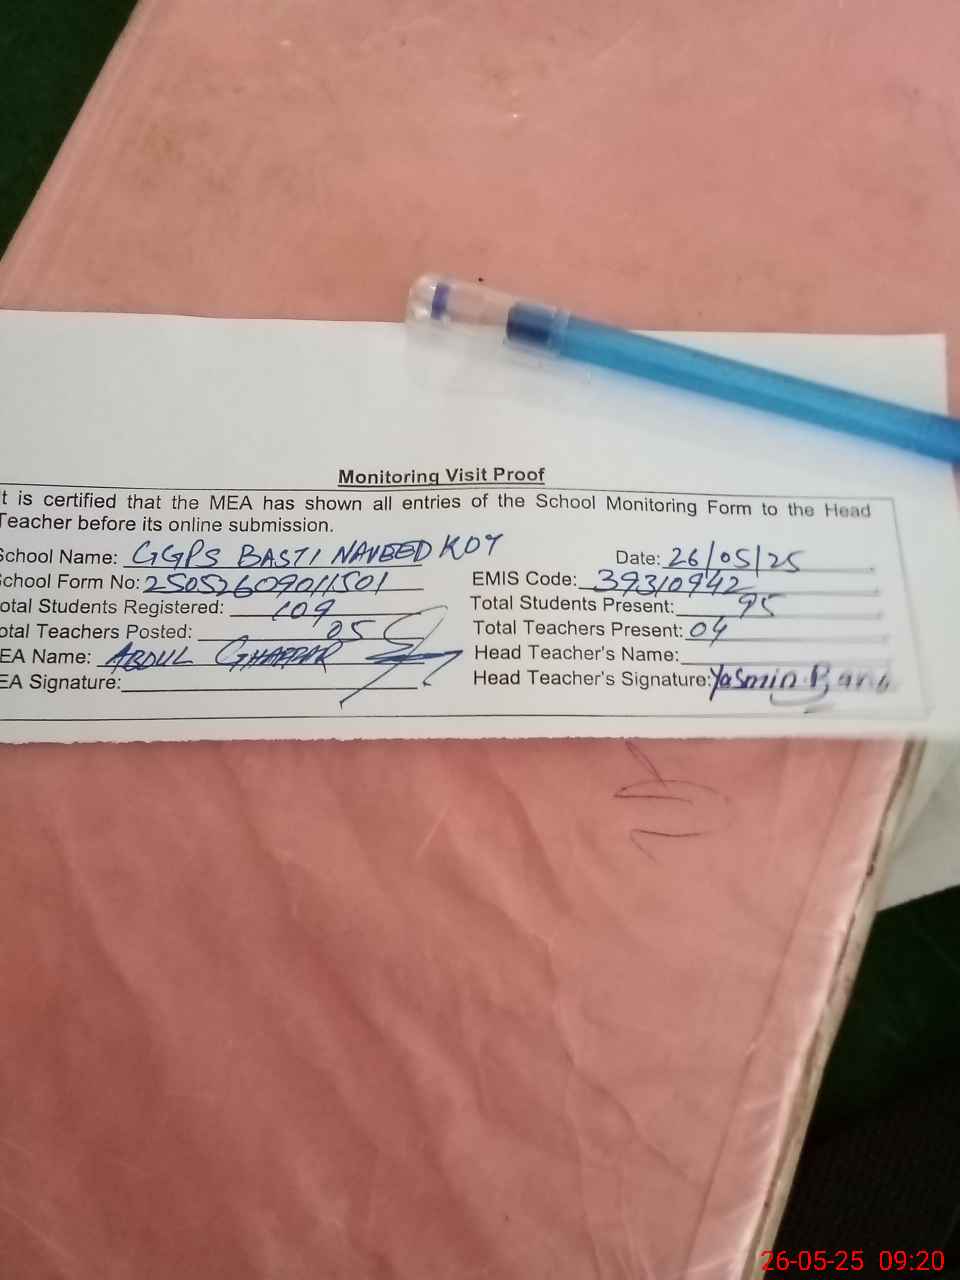 Monitoring Visit Proof
t is certified that the MEA has shown all entries of the School Monitoring Form to the Head
Teacher before its online submission.
School Name: GGPS BASTI NAVEED KOT Date: 26/05/25
School Form No: 25052609011501 EMIS Code: 39310942
otal Students Registered: 109 Total Students Present: 95
otal Teachers Posted: 05 Total Teachers Present: 04
EA Name: ABDUL GHAFFAR Head Teacher's Name:
EA Signature: Head Teacher's Signature: Yasmin Bano
26-05-25 09:20